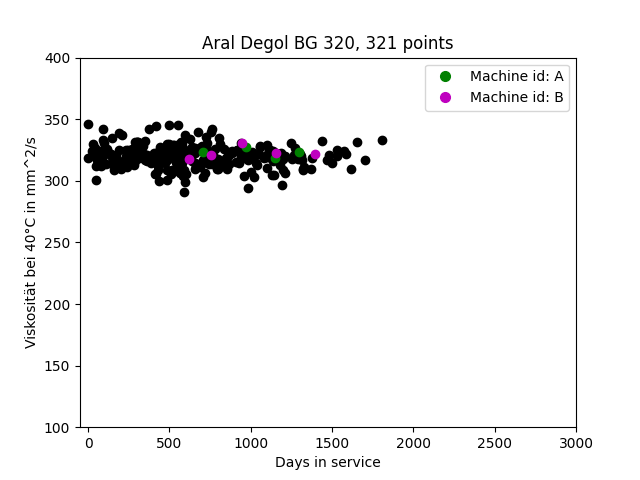 Aral Degol BG 320, 321 points
Machine id: A
Machine id: B
Viskosität bei 40°C in mm^2/s
400
350
300
250
200
150
100
0 500 1000 1500 2000 2500 3000
Days in service